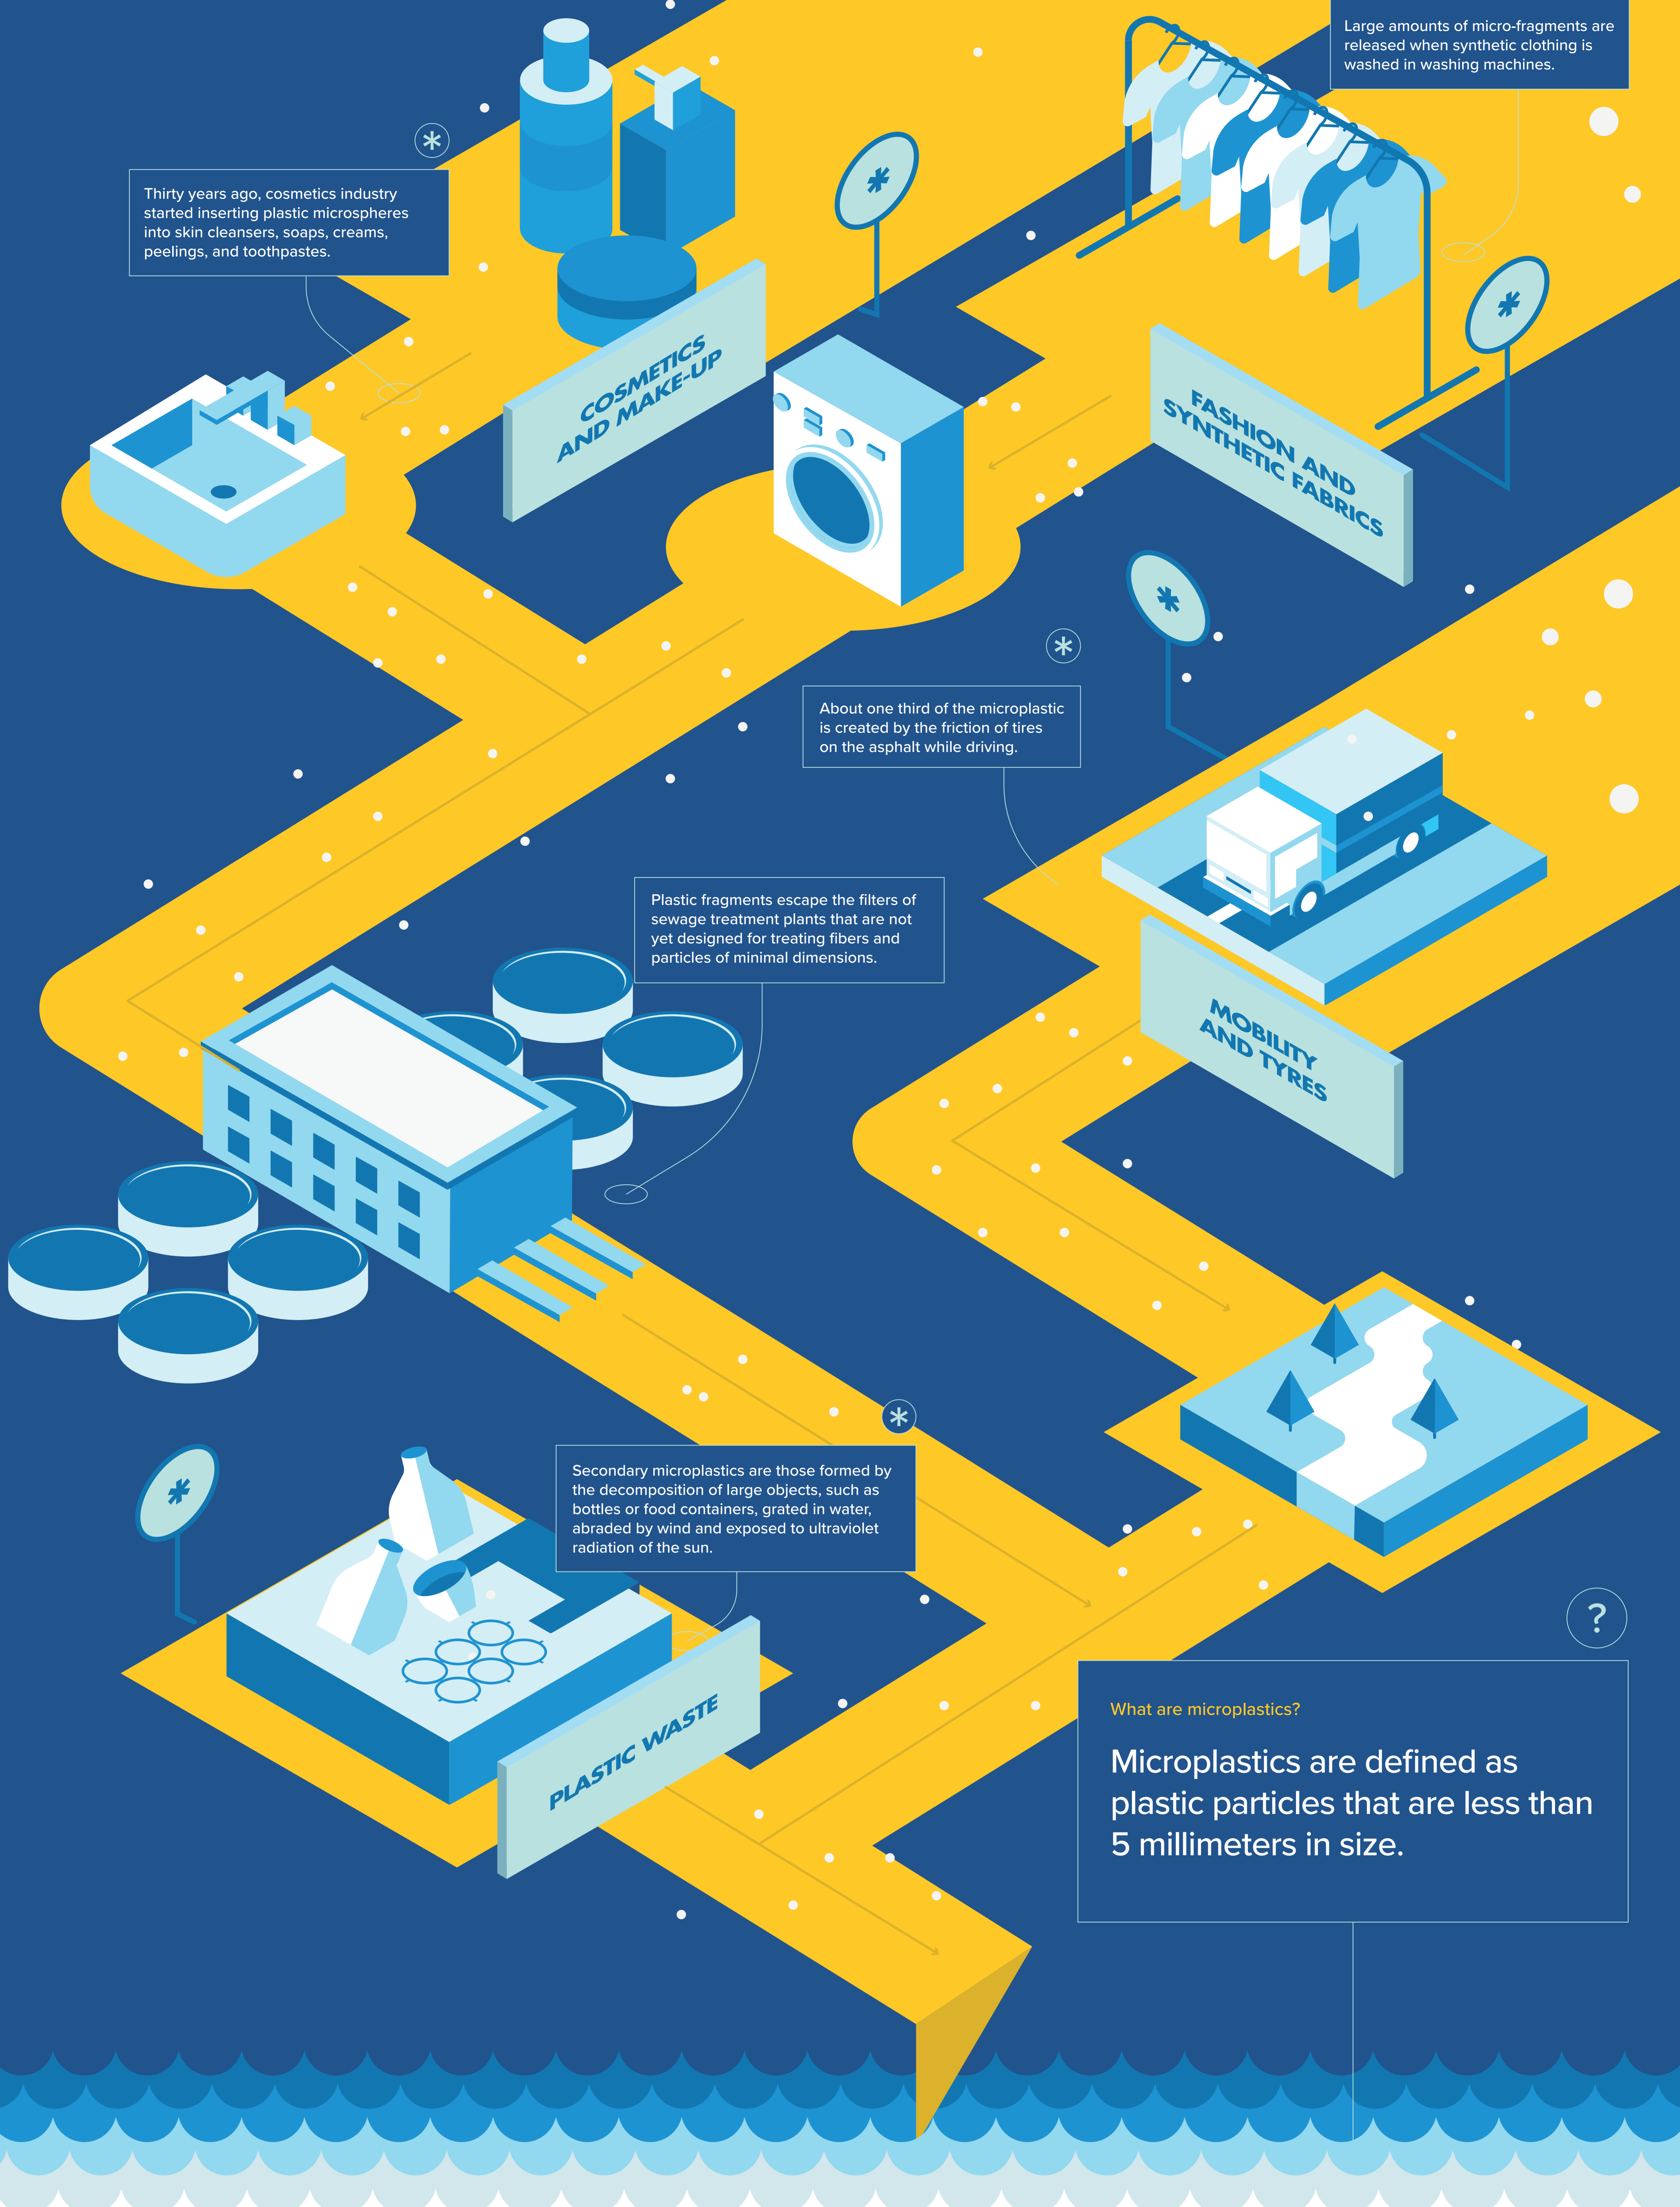 Large amounts of micro-fragments are
released when synthetic clothing is
washed in washing machines.
*
Thirty years ago, cosmetics industry
started inserting plastic microspheres
into skin cleansers, soaps, creams,
peelings, and toothpastes.
*
*
COSMETICS
AND MAKE-UP
FASHION AND
SYNTHETIC FABRICS
*
*
About one third of the microplastic
is created by the friction of tires
on the asphalt while driving.
Plastic fragments escape the filters of
sewage treatment plants that are not
yet designed for treating fibers and
particles of minimal dimensions.
MOBILITY
AND TYRES
*
*
Secondary microplastics are those formed by
the decomposition of large objects, such as
bottles or food containers, grated in water,
abraded by wind and exposed to ultraviolet
radiation of the sun.
PLASTIC WASTE
?
What are microplastics?
Microplastics are defined as
plastic particles that are less than
5 millimeters in size.